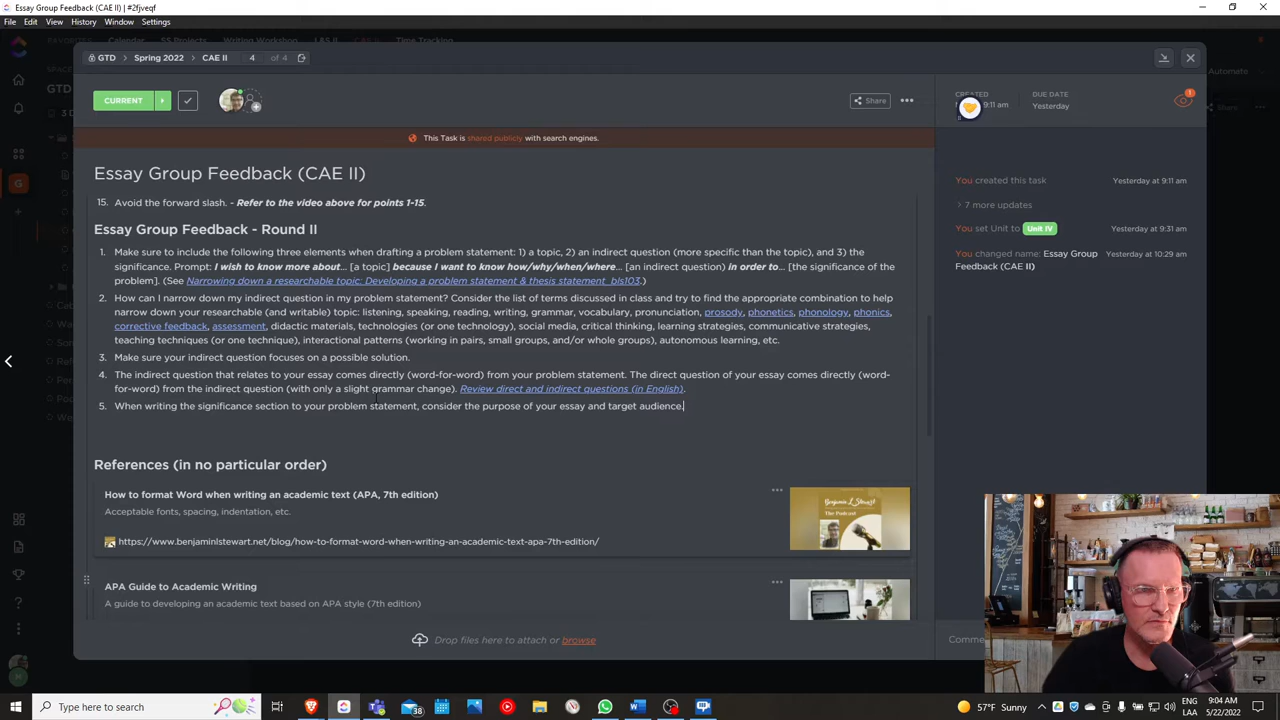 Essay Group Feedback (CAE II) | #2fjveqf
File Edit View History Window Settings
Calendar SS Projects Writing Workshop L&S II CAE II Time Tracking
GTD > Spring 2022 > CAE II 4 of 4
Automate
CURRENT
Share
CREATED
9:11 am
DUE DATE
Yesterday
1
This Task is shared publicly with search engines.
Essay Group Feedback (CAE II)
15. Avoid the forward slash. - Refer to the video above for points 1-15.
Essay Group Feedback - Round II
1. Make sure to include the following three elements when drafting a problem statement: 1) a topic, 2) an indirect question (more specific than the topic), and 3) the
significance. Prompt: I wish to know more about... [a topic] because I want to know how/why/when/where... [an indirect question) in order to... [the significance of the
problem]. (See Narrowing down a researchable topic: Developing a problem statement & thesis statement_bls103.)
2. How can I narrow down my indirect question in my problem statement? Consider the list of terms discussed in class and try to find the appropriate combination to help
narrow down your researchable (and writable) topic: listening, speaking, reading, writing, grammar, vocabulary, pronunciation, prosody, phonetics, phonology, phonics,
corrective feedback, assessment, didactic materials, technologies (or one technology), social media, critical thinking, learning strategies, communicative strategies,
teaching techniques (or one technique), interactional patterns (working in pairs, small groups, and/or whole groups), autonomous learning, etc.
3. Make sure your indirect question focuses on a possible solution.
4. The indirect question that relates to your essay comes directly (word-for-word) from your problem statement. The direct question of your essay comes directly (word-
for-word) from the indirect question (with only a slight grammar change). Review direct and indirect questions (in English).
5. When writing the significance section to your problem statement, consider the purpose of your essay and target audience.
References (in no particular order)
How to format Word when writing an academic text (APA, 7th edition)
Acceptable fonts, spacing, indentation, etc.
https://www.benjaminlstewart.net/blog/how-to-format-word-when-writing-an-academic-text-apa-7th-edition/
Benjamin L. Stewart
The Podcast
APA Guide to Academic Writing
A guide to developing an academic text based on APA style (7th edition)
Drop files here to attach or browse
You created this task Yesterday at 9:11 am
> 7 more updates
You set Unit to Unit IV Yesterday at 9:31 am
You changed name: Essay Yesterday at 10:29 am
Group Feedback (CAE II)
Comme
Type here to search
38
57°F Sunny
ENG
LAA
9:04 AM
5/22/2022